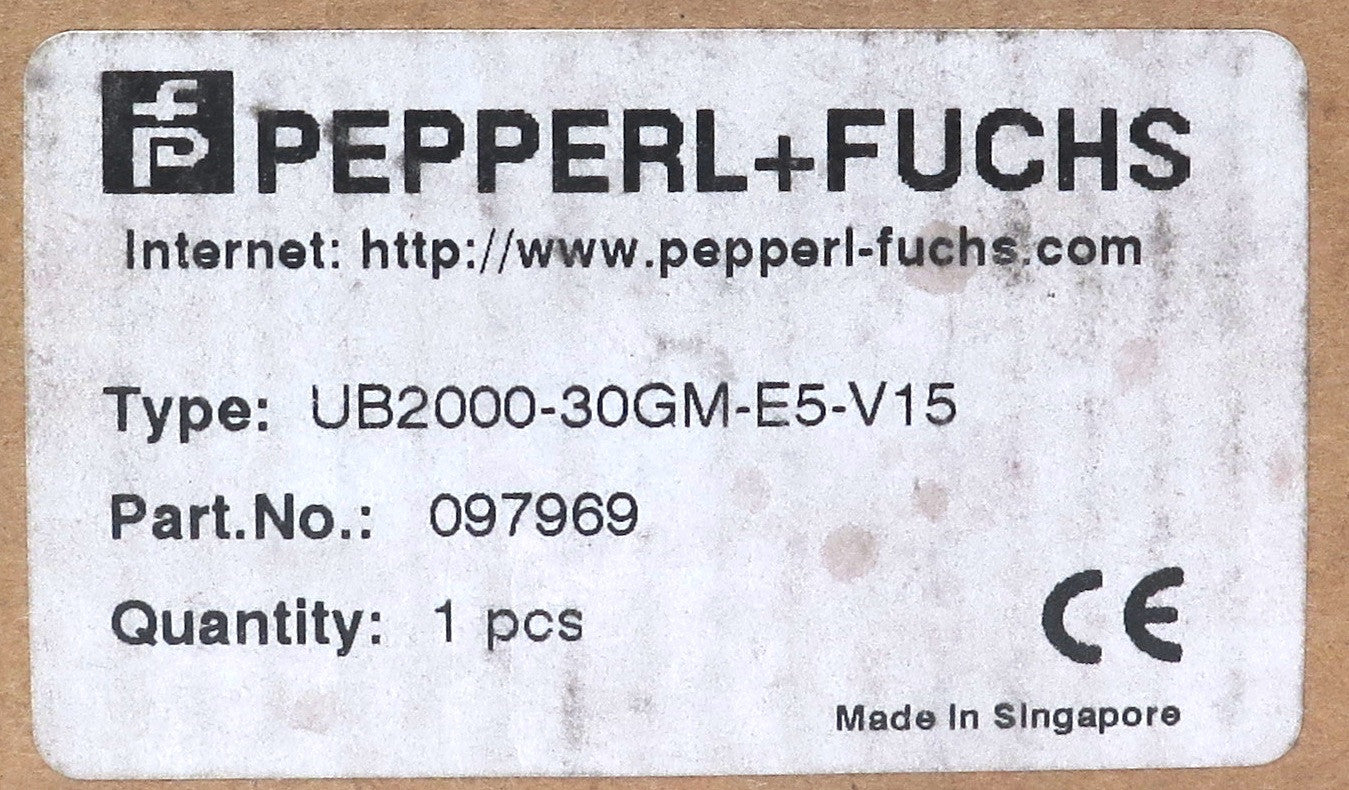 fp PEPPERL+FUCHS
Internet: http://www.pepperl-fuchs.com
Type: UB2000-30GM-E5-V15
Part.No.: 097969
Quantity: 1 pcs
CE
Made in Singapore